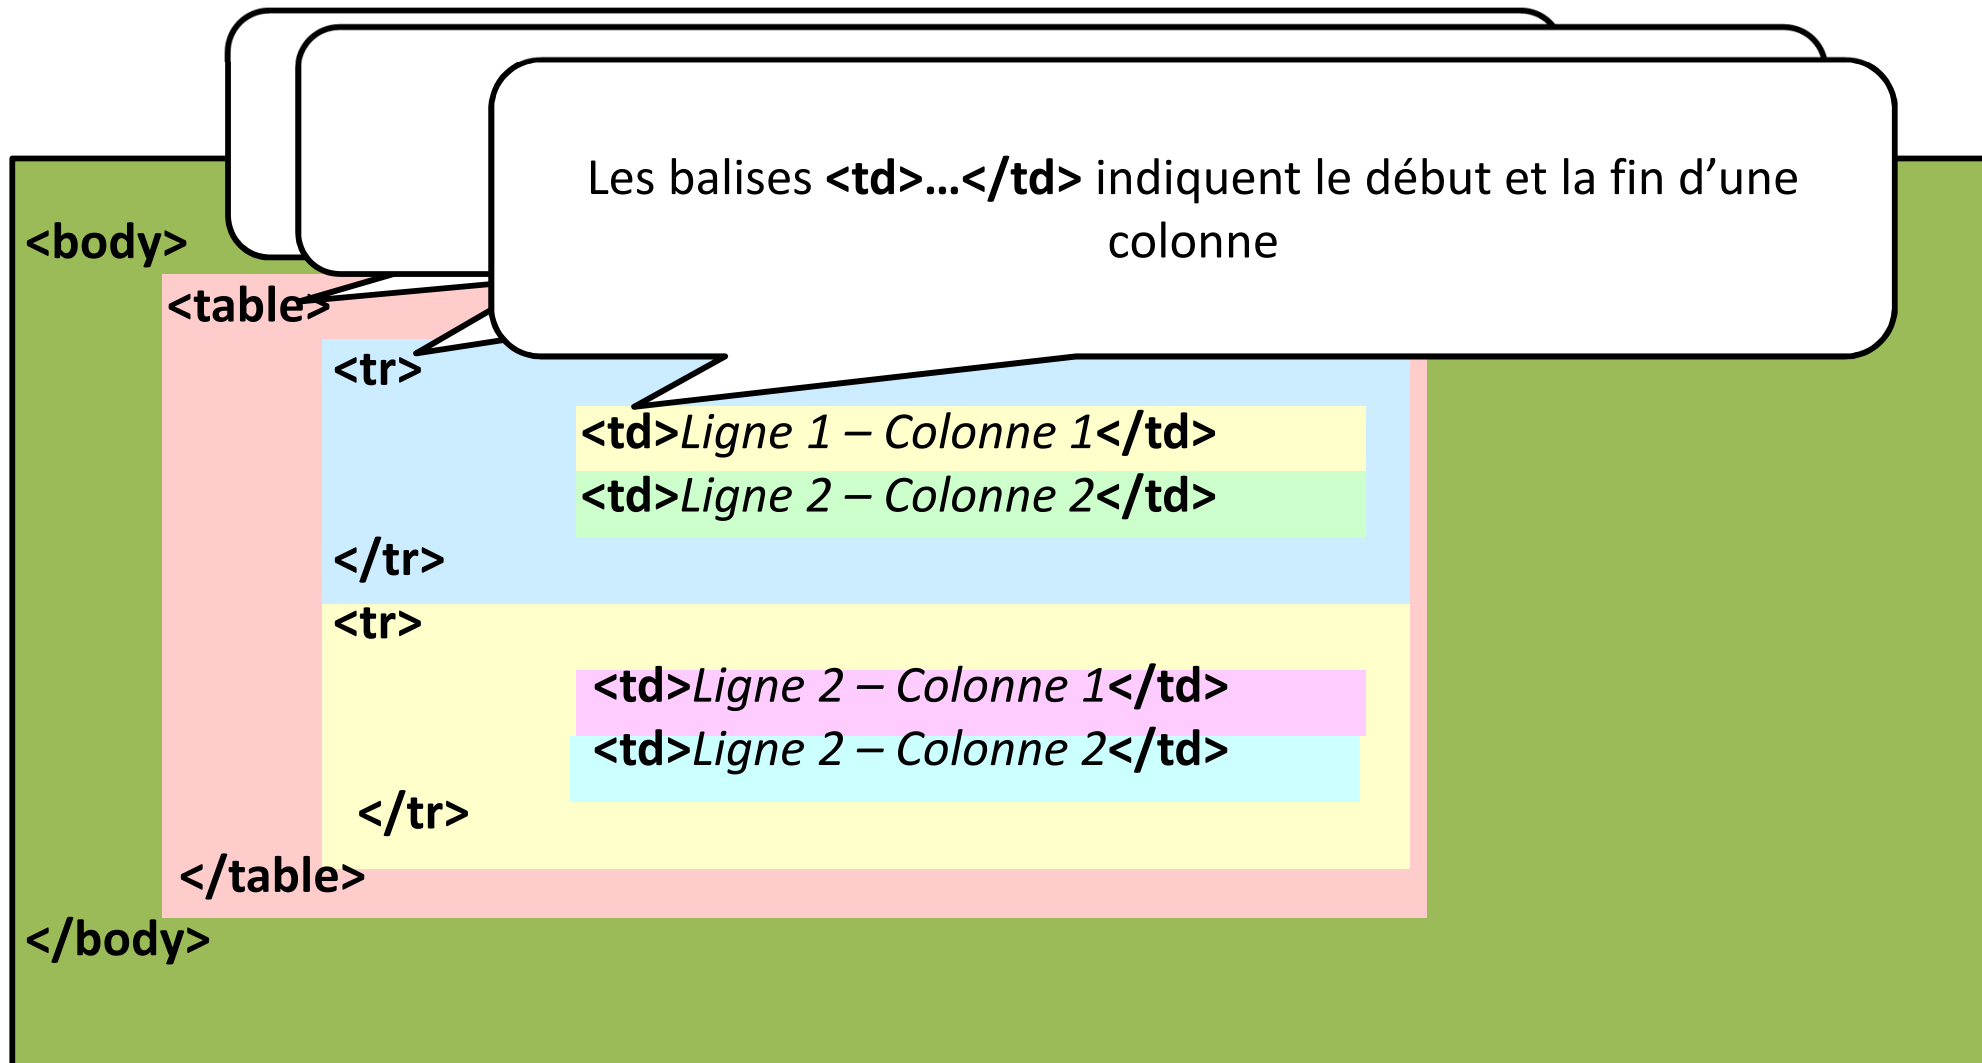 Les balises <td>…</td> indiquent le début et la fin d’une
colonne
<body>
<table>
<tr>
<td>Ligne 1 – Colonne 1</td>
<td>Ligne 2 – Colonne 2</td>
</tr>
<tr>
<td>Ligne 2 – Colonne 1</td>
<td>Ligne 2 – Colonne 2</td>
</tr>
</table>
</body>